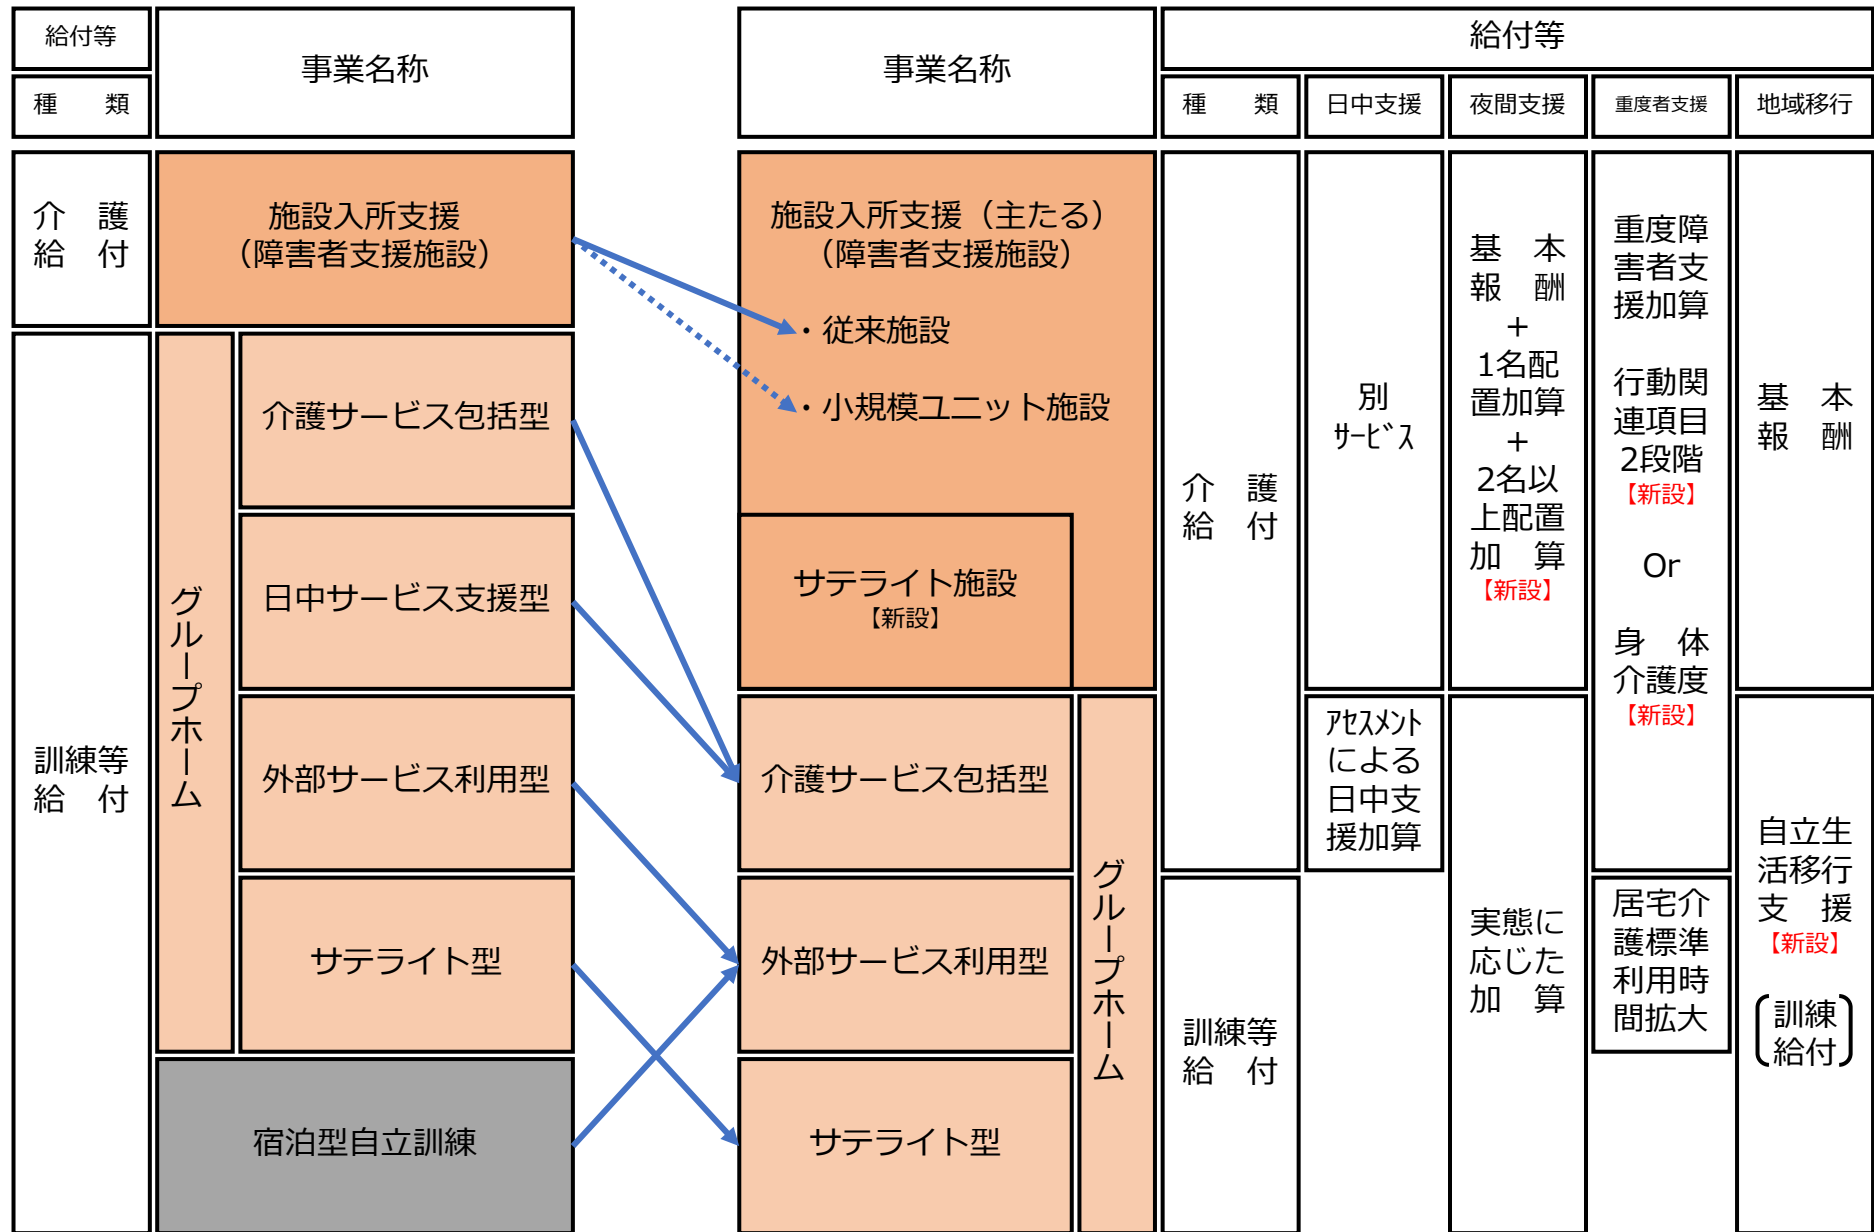 給付等
種　類
事業名称
事業名称
給付等
種　類
日中支援
夜間支援
重度者支援
地域移行
介　護
給　付
施設入所支援
（障害者支援施設）
訓練等
給　付
グループホーム
介護サービス包括型
日中サービス支援型
外部サービス利用型
サテライト型
宿泊型自立訓練
施設入所支援（主たる）
（障害者支援施設）
・従来施設
・小規模ユニット施設
サテライト施設
【新設】
介護サービス包括型
外部サービス利用型
サテライト型
グループホーム
介　護
給　付
訓練等
給　付
別
ｻｰﾋﾞｽ
ｱｾｽﾒﾝﾄ
による
日中支
援加算
基　本
報　酬
+
1名配
置加算
+
2名以
上配置
加　算
【新設】
実態に
応じた
加　算
重度障
害者支
援加算
行動関
連項目
2段階
【新設】
Or
身　体
介護度
【新設】
居宅介
護標準
利用時
間拡大
基　本
報　酬
自立生
活移行
支　援
【新設】
訓練
給付